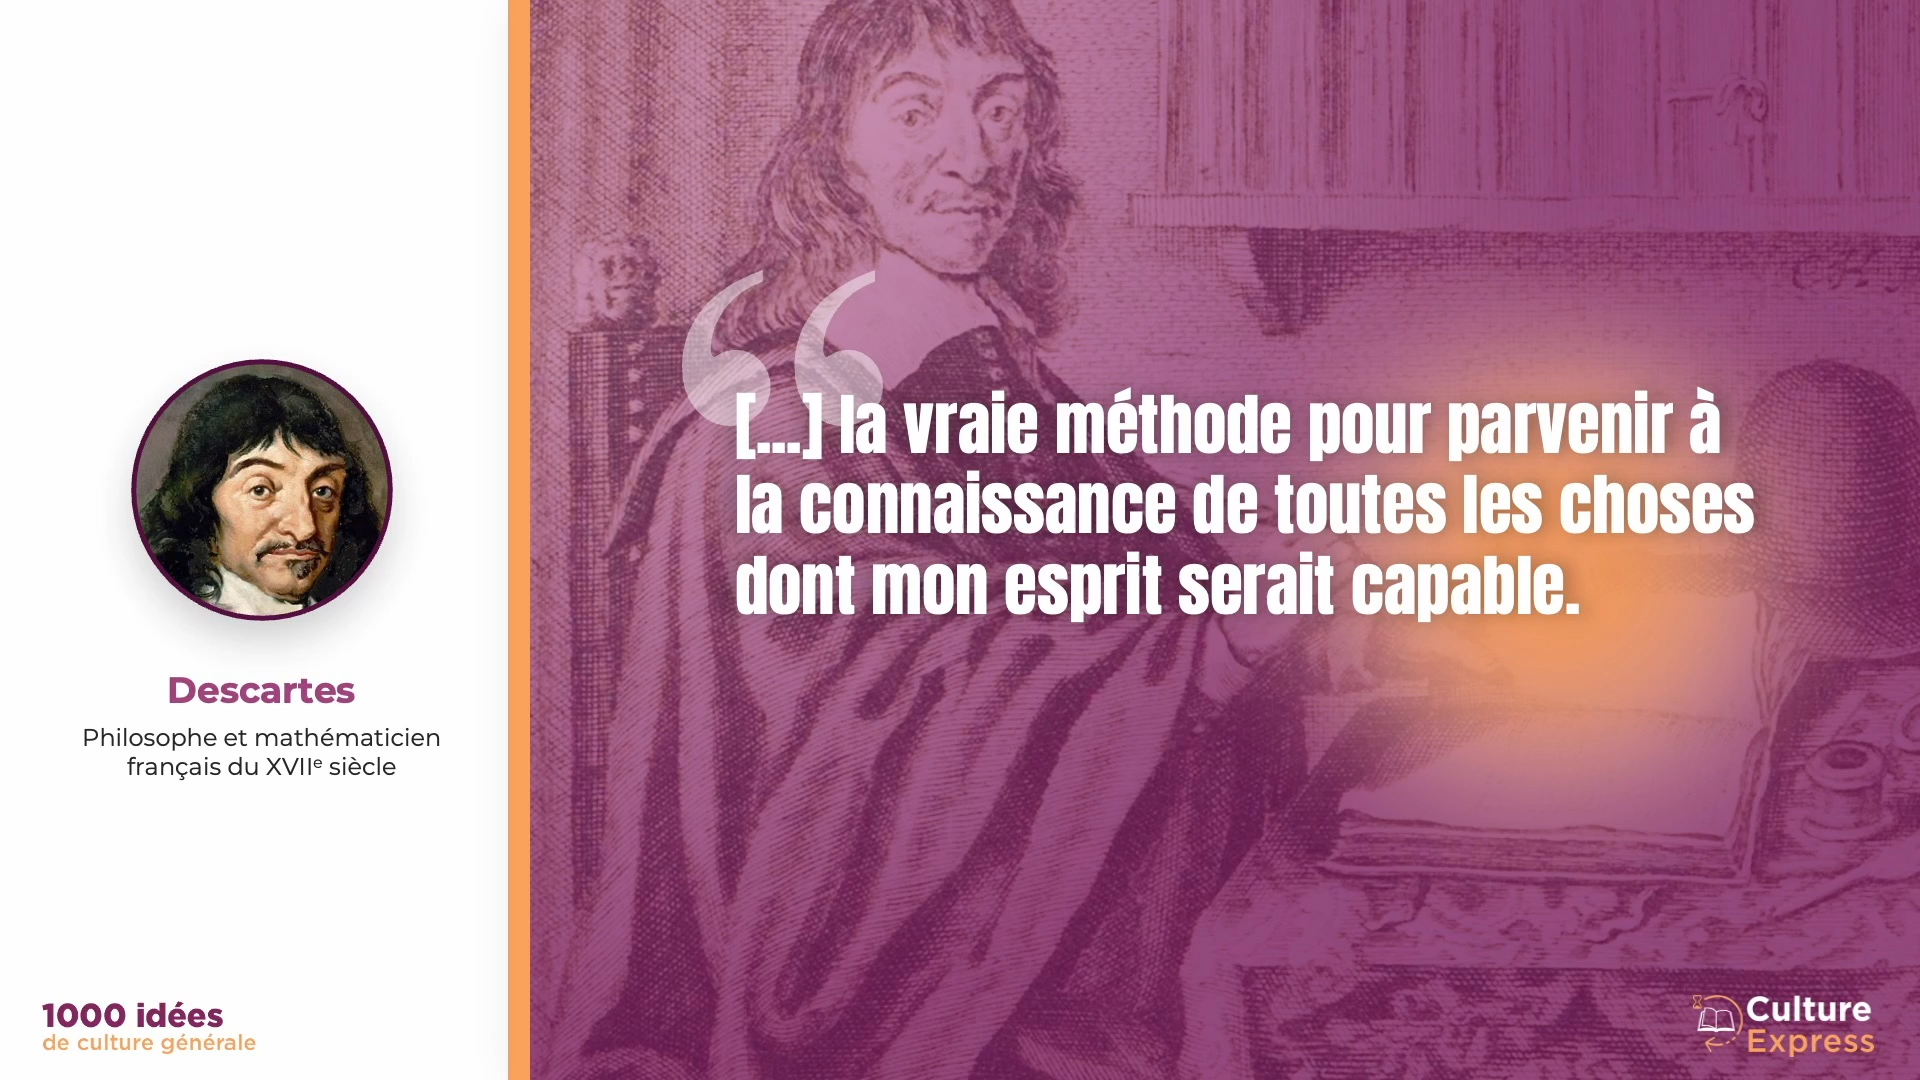 [...] la vraie méthode pour parvenir à
la connaissance de toutes les choses
dont mon esprit serait capable.
Descartes
Philosophe et mathématicien
français du XVIIᵉ siècle
1000 idées
de culture générale
Culture
Express